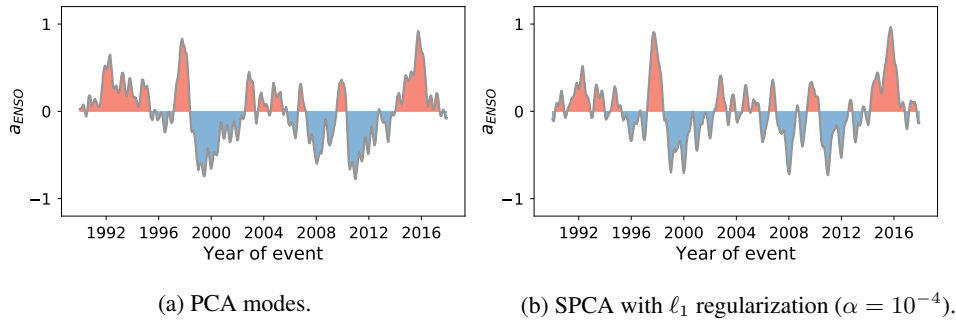 1
0
−1
a_ENSO
1992 1996 2000 2004 2008 2012 2016
Year of event
(a) PCA modes.
1
0
−1
a_ENSO
1992 1996 2000 2004 2008 2012 2016
Year of event
(b) SPCA with ℓ₁ regularization (α = 10⁻⁴).